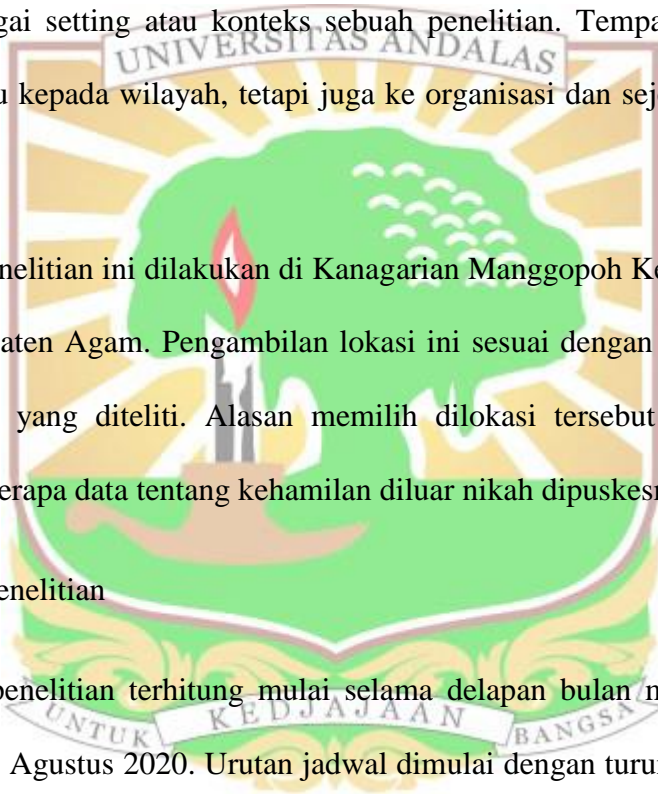 gai setting atau konteks sebuah penelitian. Tempa
UNIVERSITAS ANDALAS
u kepada wilayah, tetapi juga ke organisasi dan sej
nelitian ini dilakukan di Kanagarian Manggopoh Ke
aten Agam. Pengambilan lokasi ini sesuai dengan
yang diteliti. Alasan memilih dilokasi tersebut
erapa data tentang kehamilan diluar nikah dipuskes
enelitian
penelitian terhitung mulai selama delapan bulan
UNTUK KEDJAJAAN BANGSA
Agustus 2020. Urutan jadwal dimulai dengan turu